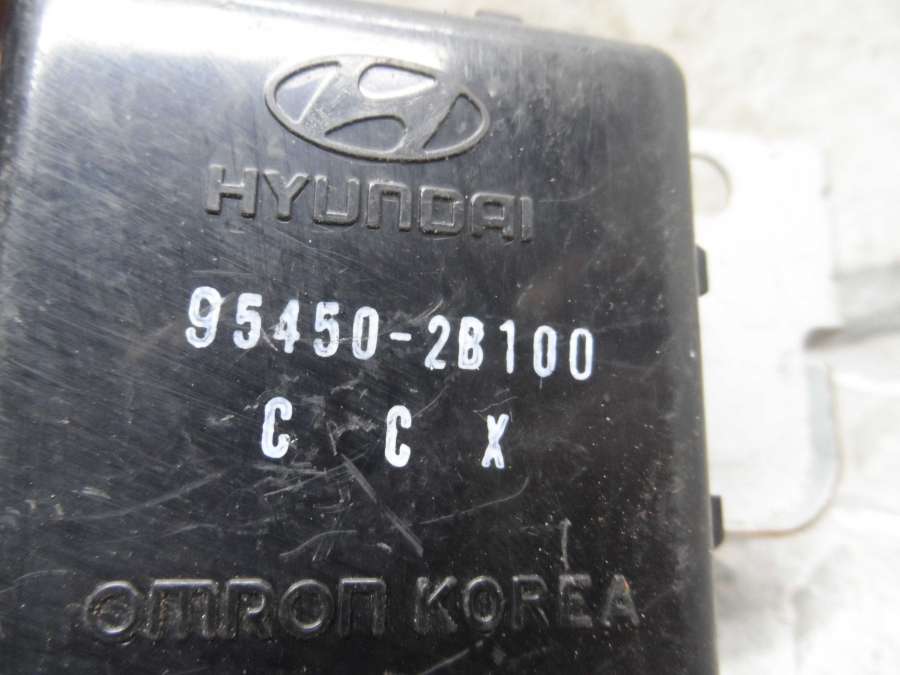 HYUNDAI
95450-2B100
C C X
OMRON KOREA